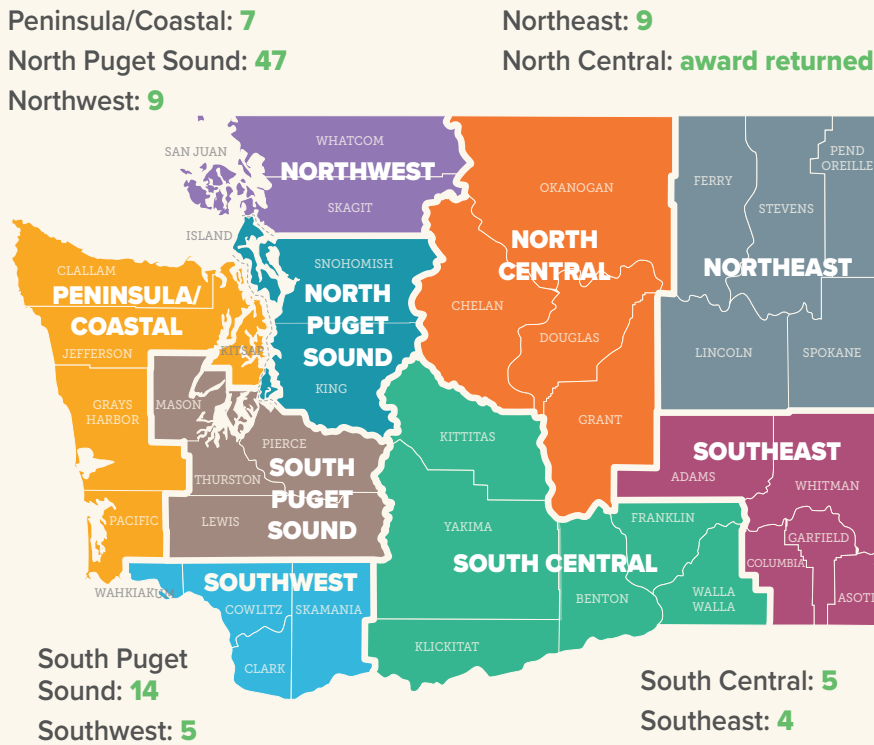 Peninsula/Coastal: 7
North Puget Sound: 47
Northwest: 9
Northeast: 9
North Central: award returned
SAN JUAN
WHATCOM
NORTHWEST
SKAGIT
ISLAND
CLALLAM
PENINSULA/
COASTAL
JEFFERSON
KITSAP
GRAYS
HARBOR
MASON
PACIFIC
SNOHOMISH
NORTH
PUGET
SOUND
KING
PIERCE
SOUTH
PUGET
SOUND
THURSTON
LEWIS
OKANOGAN
NORTH
CENTRAL
CHELAN
DOUGLAS
GRANT
FERRY
STEVENS
PEND
OREILLE
NORTHEAST
LINCOLN
SPOKANE
KITTITAS
YAKIMA
SOUTH CENTRAL
BENTON
FRANKLIN
WALLA
WALLA
KLICKITAT
SOUTHEAST
ADAMS
WHITMAN
GARFIELD
COLUMBIA
ASOTI
WAHKIAKUM
SOUTHWEST
COWLITZ
SKAMANIA
CLARK
South Puget
Sound: 14
Southwest: 5
South Central: 5
Southeast: 4